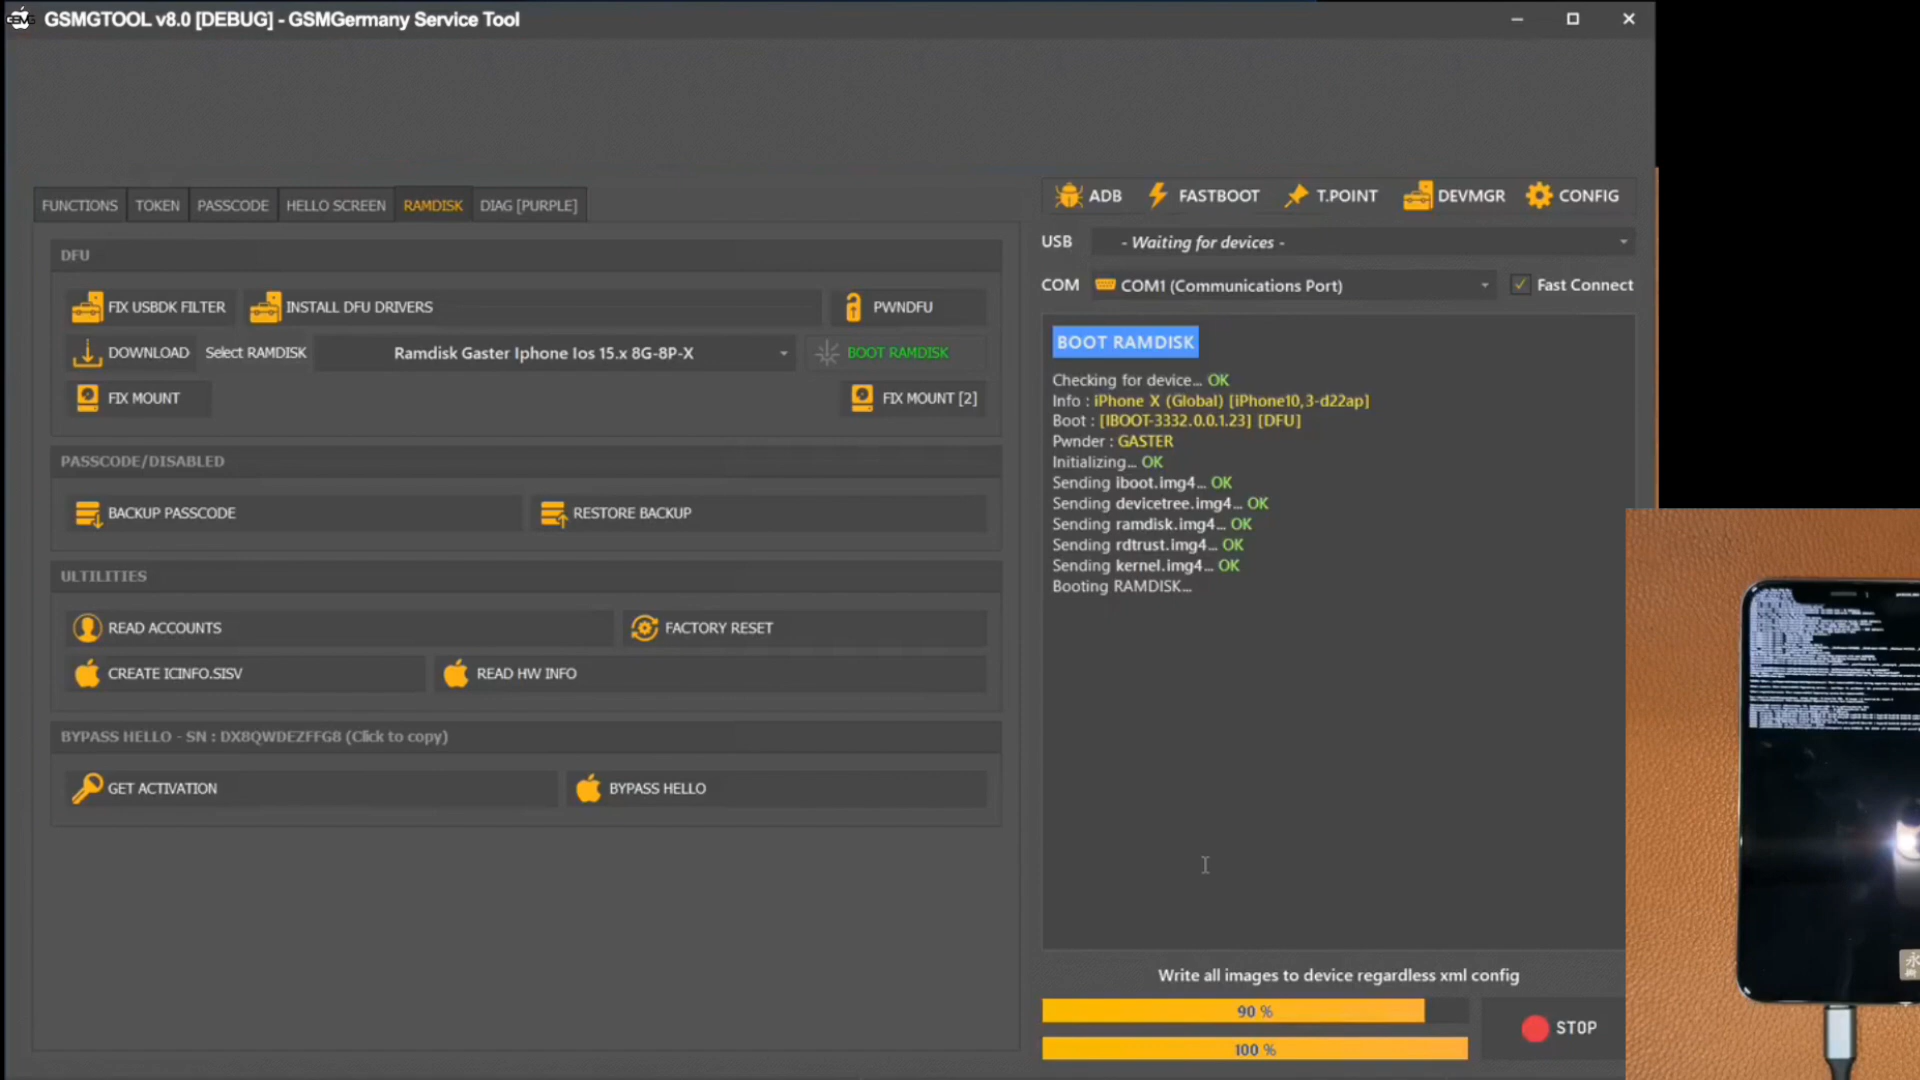 GSMGTOOL v8.0 [DEBUG] - GSMGermany Service Tool
FUNCTIONS TOKEN PASSCODE HELLO SCREEN RAMDISK DIAG [PURPLE]
DFU
FIX USBDK FILTER INSTALL DFU DRIVERS PWNDFU
DOWNLOAD Select RAMDISK Ramdisk Gaster Iphone Ios 15.x 8G-8P-X BOOT RAMDISK
FIX MOUNT FIX MOUNT [2]
PASSCODE/DISABLED
BACKUP PASSCODE RESTORE BACKUP
ULTILITIES
READ ACCOUNTS FACTORY RESET
CREATE ICINFO.SISV READ HW INFO
BYPASS HELLO - SN : DX8QWDEZFFG8 (Click to copy)
GET ACTIVATION BYPASS HELLO
ADB FASTBOOT T.POINT DEVMGR CONFIG
USB - Waiting for devices -
COM COM1 (Communications Port) Fast Connect
BOOT RAMDISK
Checking for device... OK
Info : iPhone X (Global) [iPhone10,3-d22ap]
Boot : [IBOOT-3332.0.0.1.23] [DFU]
Pwnder : GASTER
Initializing... OK
Sending iboot.img4... OK
Sending devicetree.img4... OK
Sending ramdisk.img4... OK
Sending rdtrust.img4... OK
Sending kernel.img4... OK
Booting RAMDISK...
Write all images to device regardless xml config
90 %
100 %
STOP